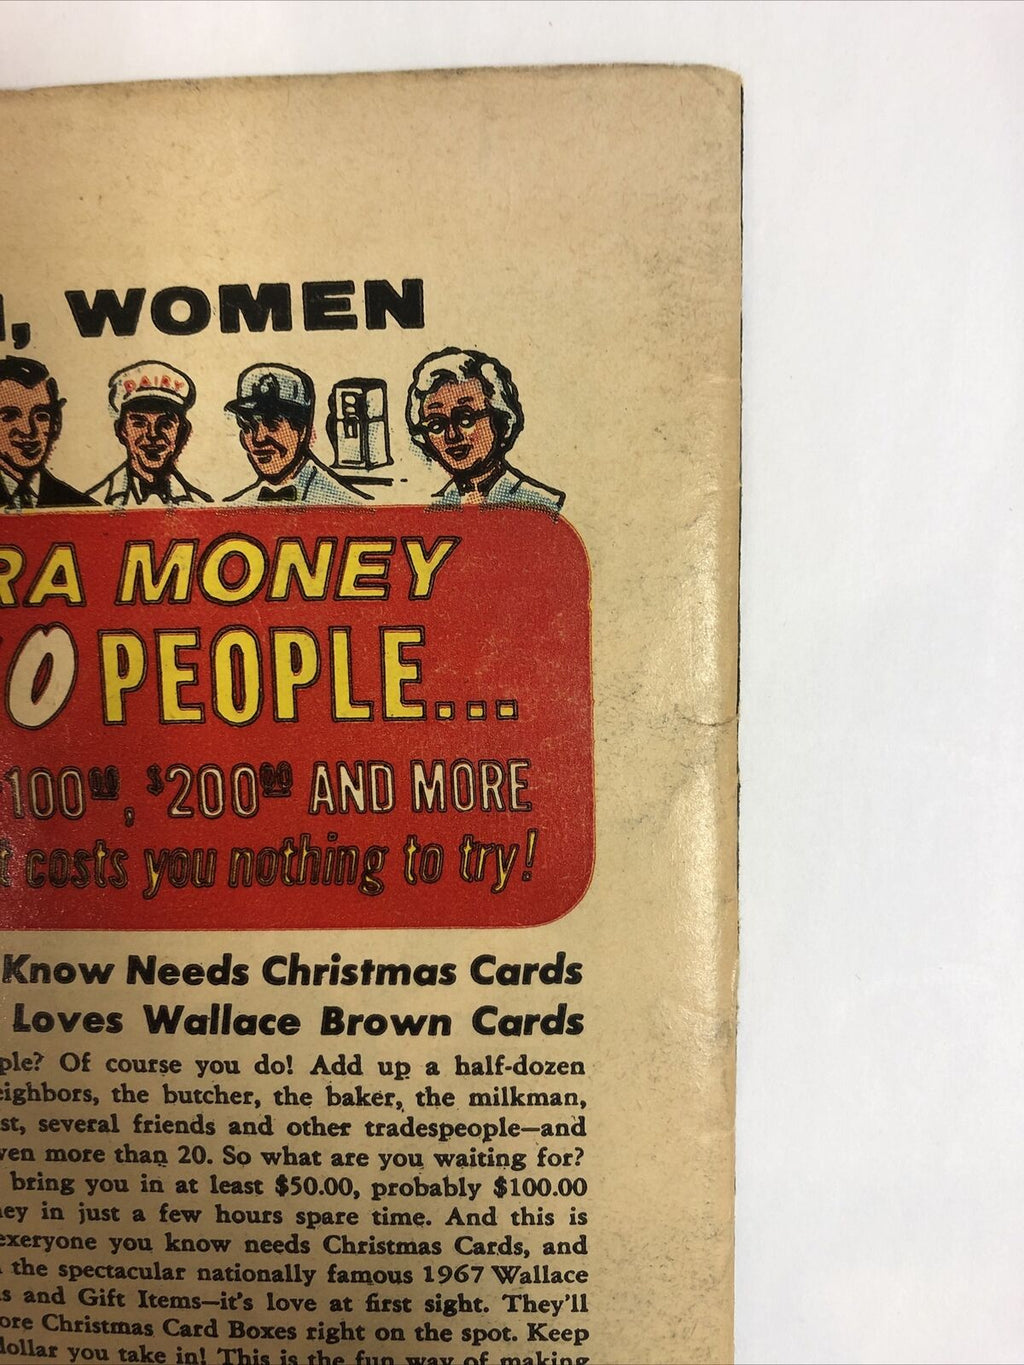 , WOMEN
DAIRY
RA MONEY
0 PEOPLE...
100.00, $200.00 AND MORE
t costs you nothing to try!
Know Needs Christmas Cards
Loves Wallace Brown Cards
ple? Of course you do! Add up a half-dozen
eighbors, the butcher, the baker, the milkman,
st, several friends and other tradespeople—and
ven more than 20. So what are you waiting for?
bring you in at least $50.00, probably $100.00
ney in just a few hours spare time. And this is
exeryone you know needs Christmas Cards, and
the spectacular nationally famous 1967 Wallace
s and Gift Items—it's love at first sight. They'll
ore Christmas Card Boxes right on the spot. Keep
dollar you take in! This is the fun way of making